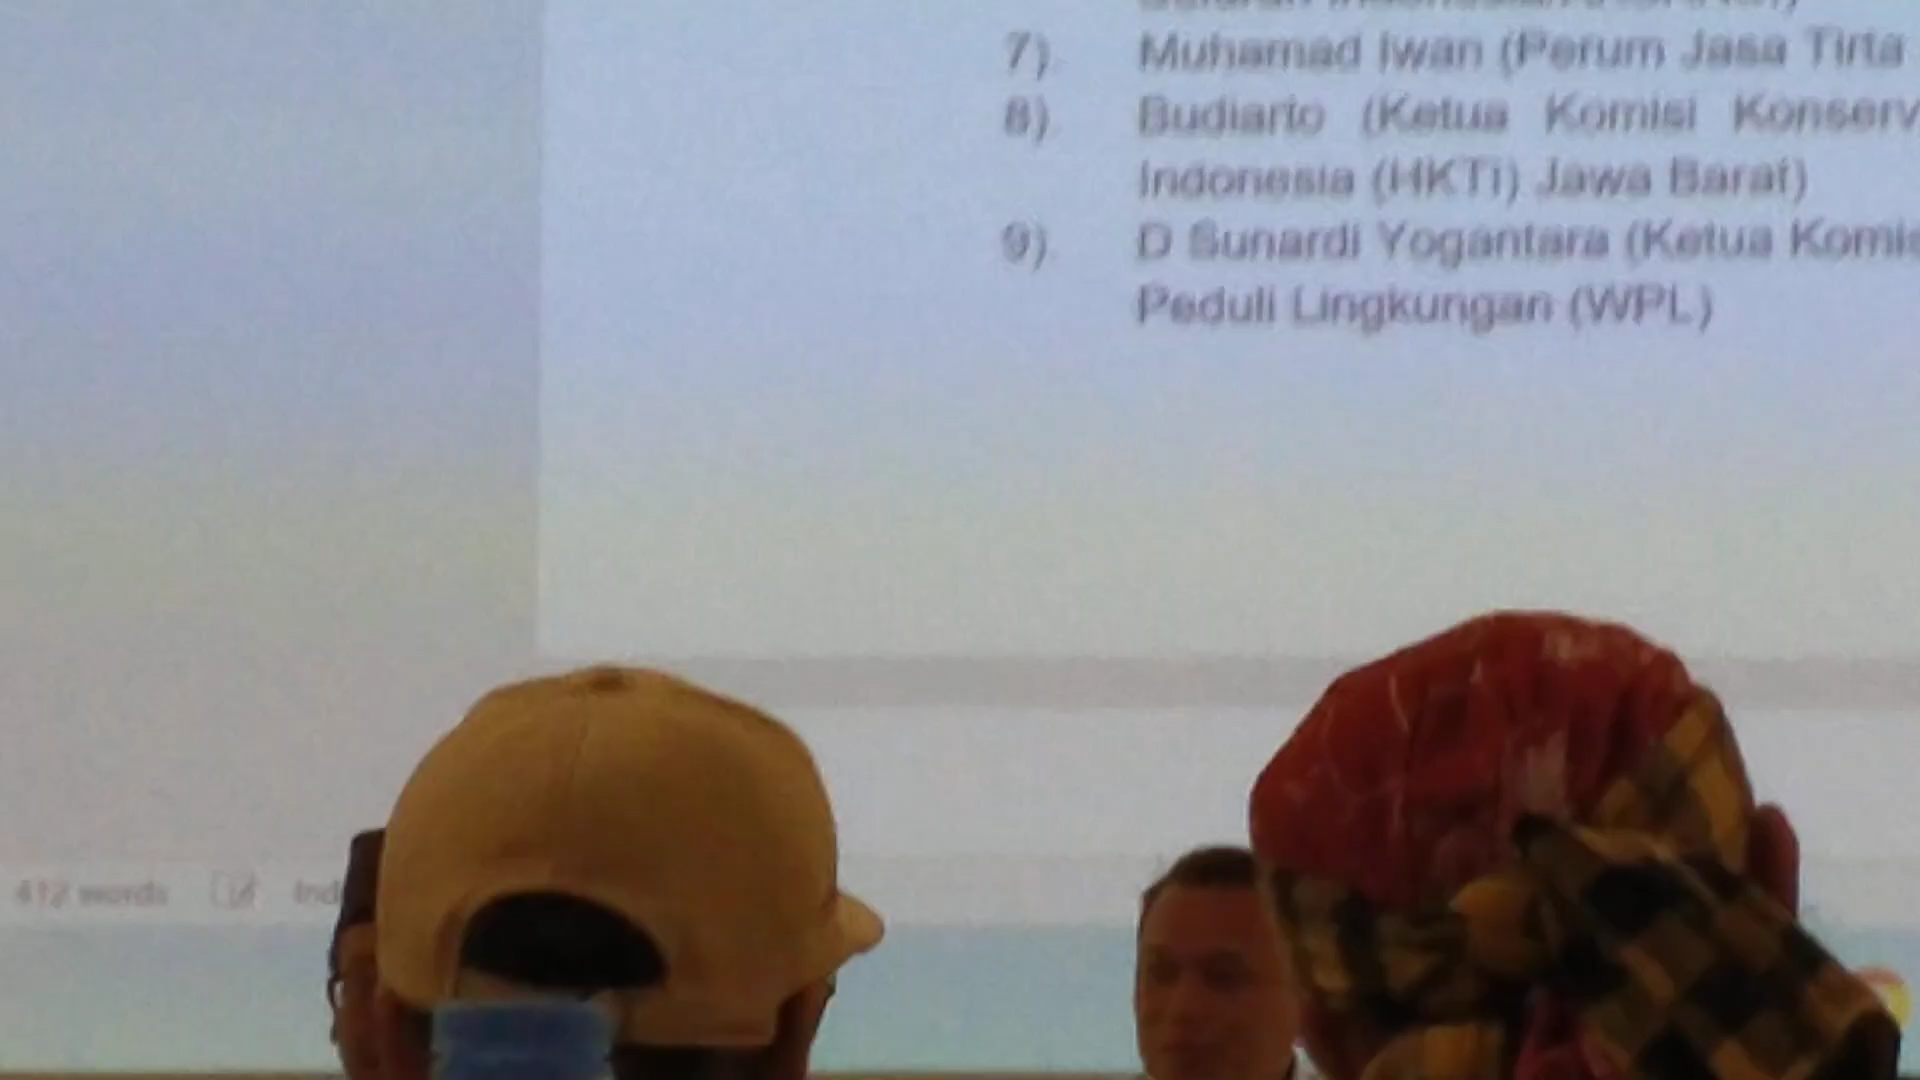 7). Muhamad Iwan (Perum Jasa Tirta
8). Budiarto (Ketua Komisi Konserv
Indonesia (HKTI) Jawa Barat)
9). D Sunardi Yogantara (Ketua Komis
Peduli Lingkungan (WPL)
412 words Ind